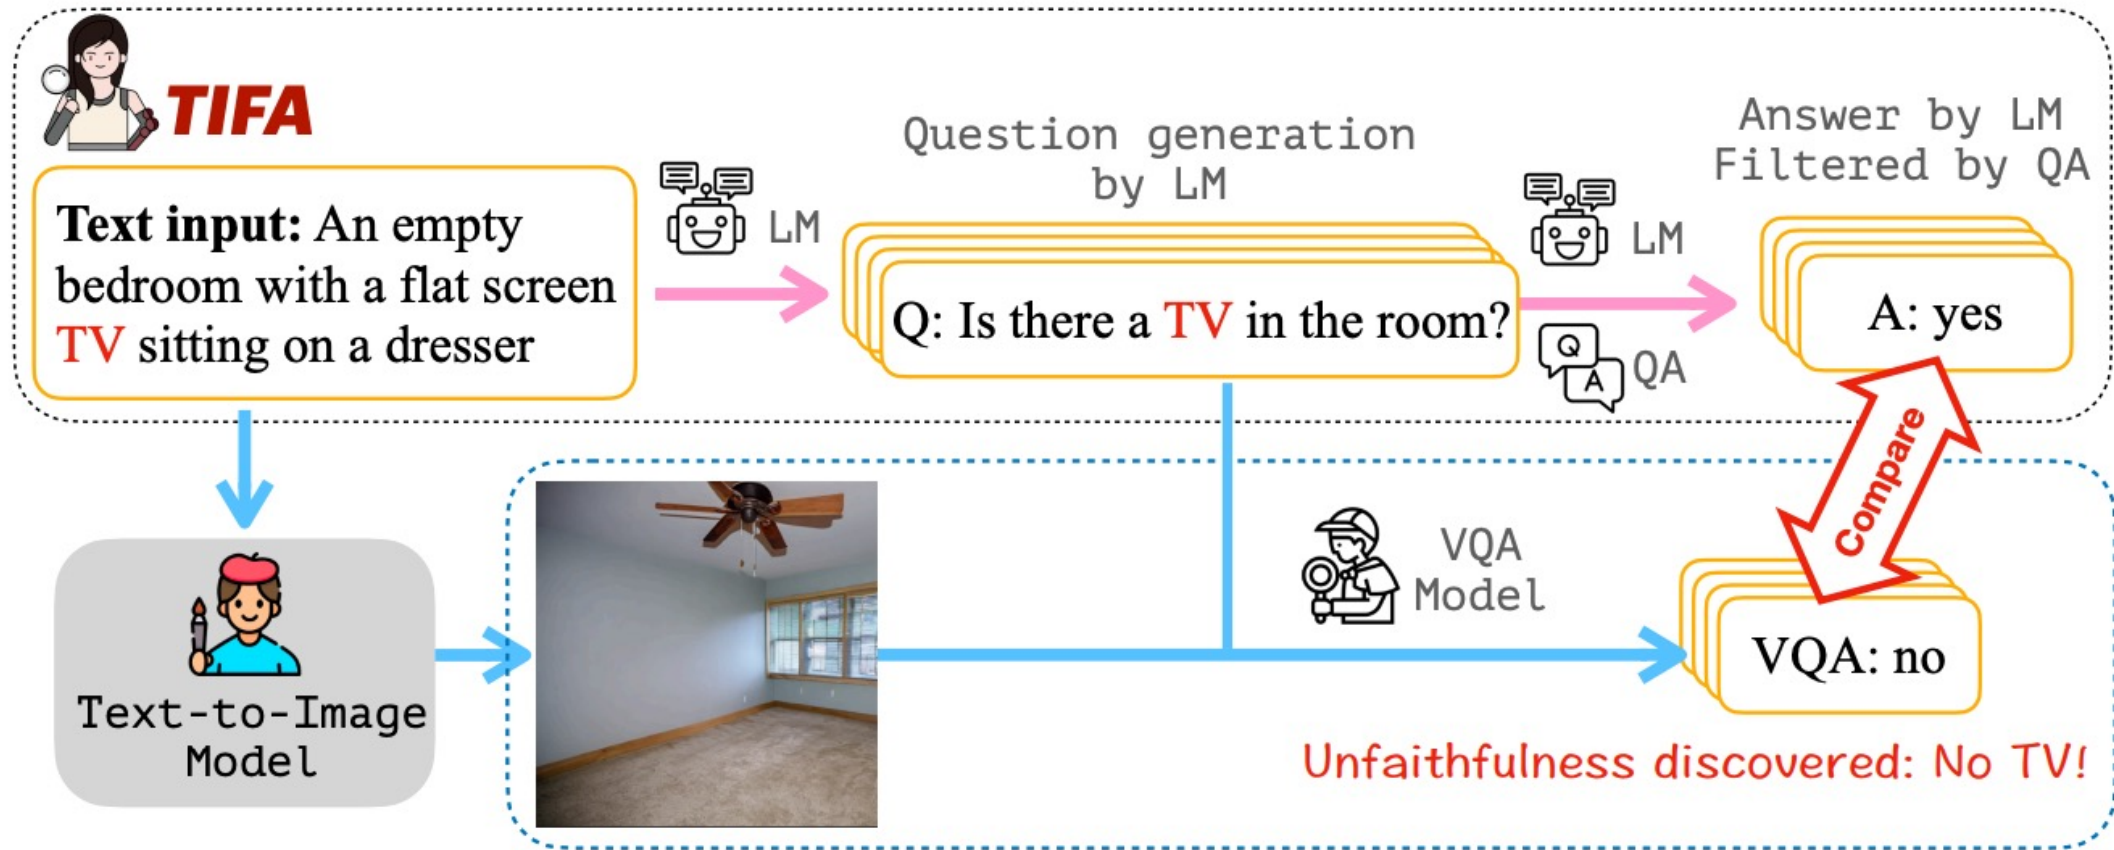 TIFA
Text input: An empty
bedroom with a flat screen
TV sitting on a dresser
LM
Question generation
by LM
Q: Is there a TV in the room?
LM
Q
A
QA
Answer by LM
Filtered by QA
A: yes
Compare
Text-to-Image
Model
VQA
Model
VQA: no
Unfaithfulness discovered: No TV!